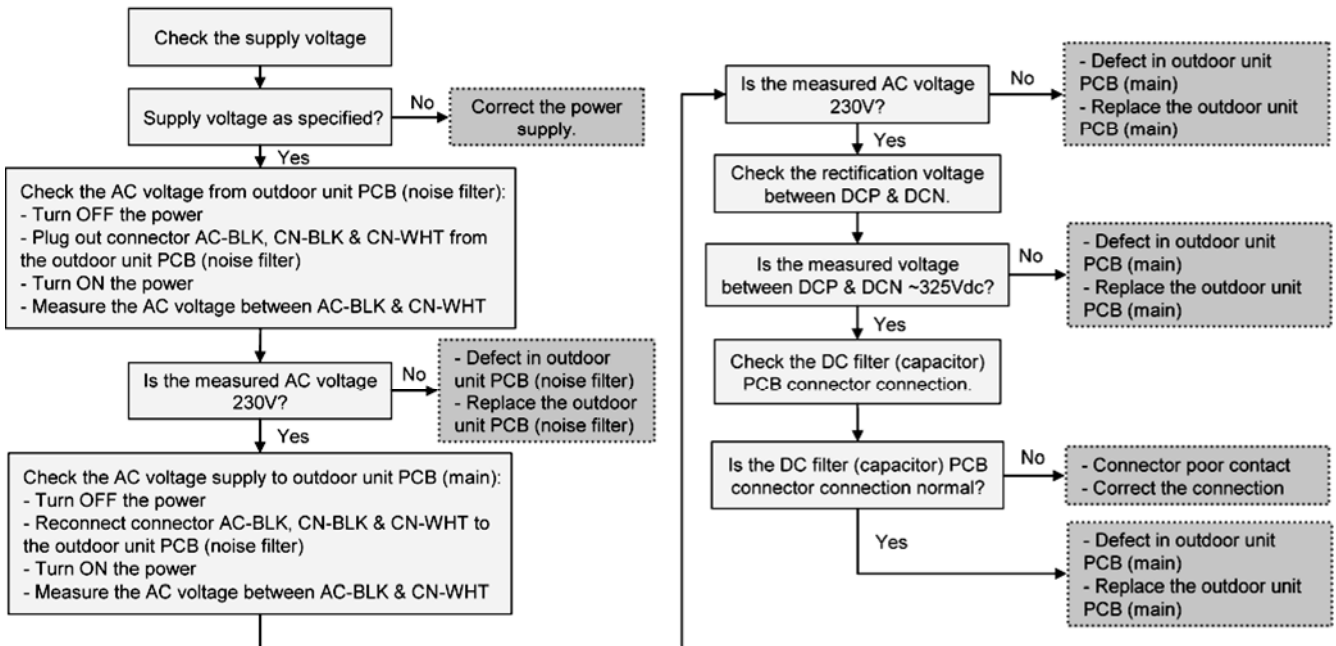 Check the supply voltage
Supply voltage as specified?
No
Correct the power
supply.
Yes
Check the AC voltage from outdoor unit PCB (noise filter):
- Turn OFF the power
- Plug out connector AC-BLK, CN-BLK & CN-WHT from
the outdoor unit PCB (noise filter)
- Turn ON the power
- Measure the AC voltage between AC-BLK & CN-WHT
Is the measured AC voltage
230V?
No
- Defect in outdoor
unit PCB (noise filter)
- Replace the outdoor
unit PCB (noise filter)
Yes
Check the AC voltage supply to outdoor unit PCB (main):
- Turn OFF the power
- Reconnect connector AC-BLK, CN-BLK & CN-WHT to
the outdoor unit PCB (noise filter)
- Turn ON the power
- Measure the AC voltage between AC-BLK & CN-WHT
Is the measured AC voltage
230V?
No
- Defect in outdoor unit
PCB (main)
- Replace the outdoor unit
PCB (main)
Yes
Check the rectification voltage
between DCP & DCN.
Is the measured voltage
between DCP & DCN ~325Vdc?
No
- Defect in outdoor unit
PCB (main)
- Replace the outdoor unit
PCB (main)
Yes
Check the DC filter (capacitor)
PCB connector connection.
Is the DC filter (capacitor) PCB
connector connection normal?
No
- Connector poor contact
- Correct the connection
Yes
- Defect in outdoor unit
PCB (main)
- Replace the outdoor unit
PCB (main)